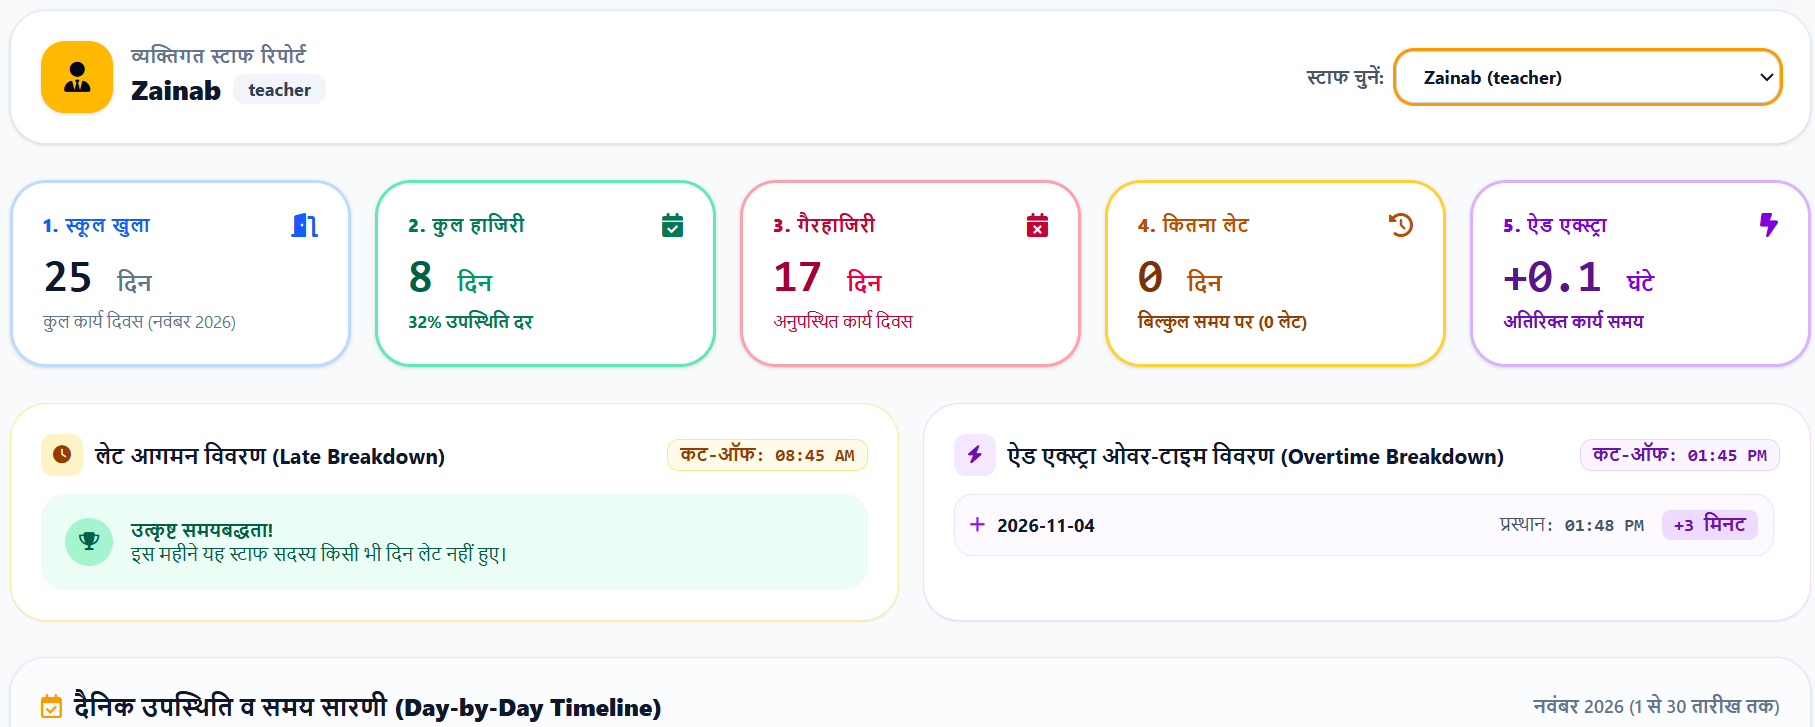 व्यक्तिगत स्टाफ रिपोर्ट
Zainab teacher
स्टाफ चुनें: Zainab (teacher)
1. स्कूल खुला
25 दिन
कुल कार्य दिवस (नवंबर 2026)
2. कुल हाजिरी
8 दिन
32% उपस्थिति दर
3. गैरहाजिरी
17 दिन
अनुपस्थित कार्य दिवस
4. कितना लेट
0 दिन
बिल्कुल समय पर (0 लेट)
5. ऐड एक्स्ट्रा
+0.1 घंटे
अतिरिक्त कार्य समय
लेट आगमन विवरण (Late Breakdown) कट-ऑफ: 08:45 AM
उत्कृष्ट समयबद्धता!
इस महीने यह स्टाफ सदस्य किसी भी दिन लेट नहीं हुए।
ऐड एक्स्ट्रा ओवर-टाइम विवरण (Overtime Breakdown) कट-ऑफ: 01:45 PM
2026-11-04 प्रस्थान: 01:48 PM +3 मिनट
दैनिक उपस्थिति व समय सारणी (Day-by-Day Timeline) नवंबर 2026 (1 से 30 तारीख तक)